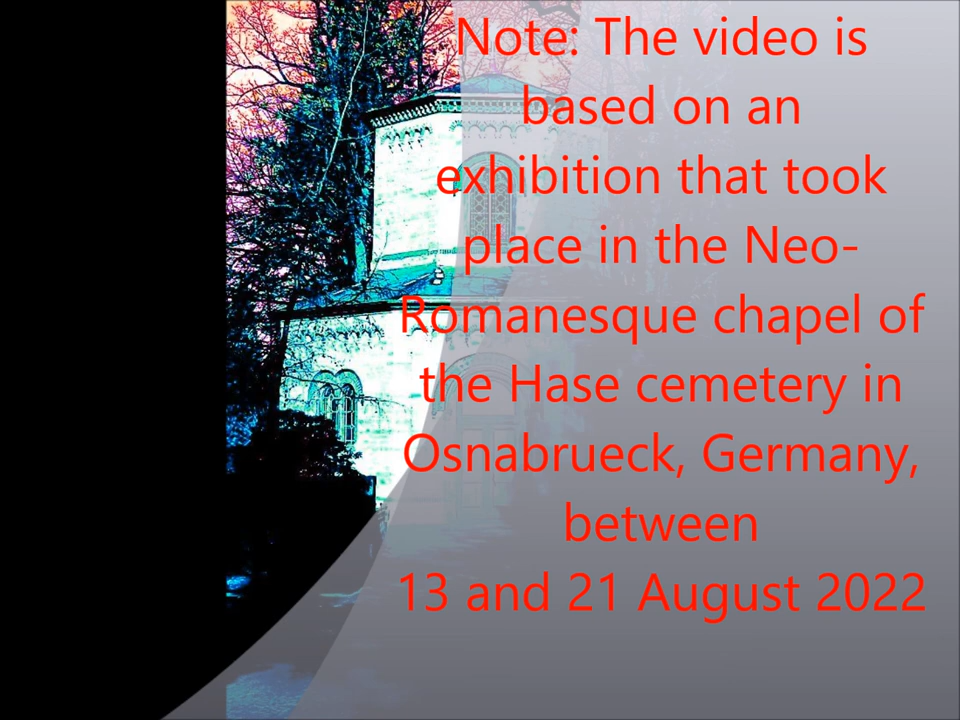 Note: The video is
based on an
exhibition that took
place in the Neo-
Romanesque chapel of
the Hase cemetery in
Osnabrueck, Germany,
between
13 and 21 August 2022